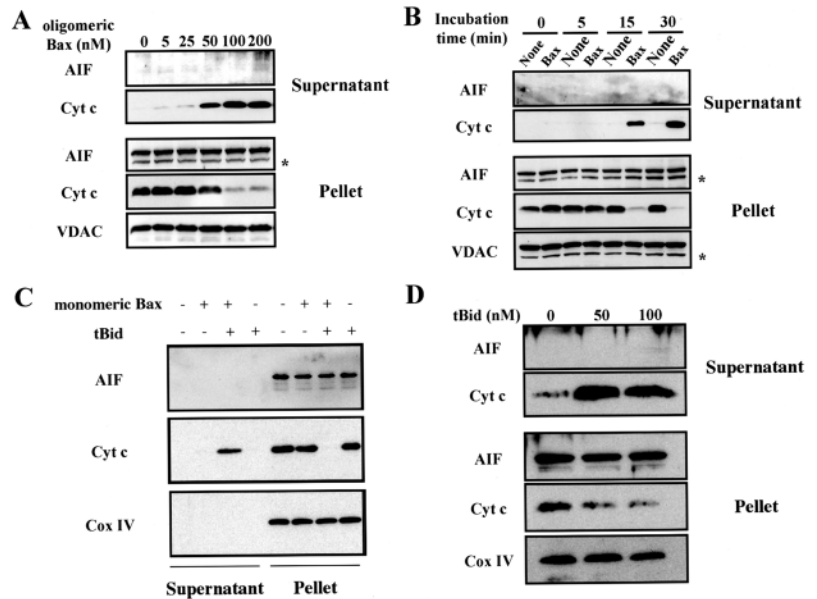 A
oligomeric
Bax (nM)
0 5 25 50 100 200
AIF
Cyt c
Supernatant
AIF
*
Cyt c
Pellet
VDAC
B
Incubation
time (min)
0 5 15 30
None Bax None Bax None Bax None Bax
AIF
Supernatant
Cyt c
AIF
*
Cyt c
Pellet
VDAC
*
C
monomeric Bax - + + - - + + -
tBid - - + + - - + +
AIF
Cyt c
Cox IV
Supernatant Pellet
D
tBid (nM) 0 50 100
AIF
Supernatant
Cyt c
AIF
Cyt c
Pellet
Cox IV